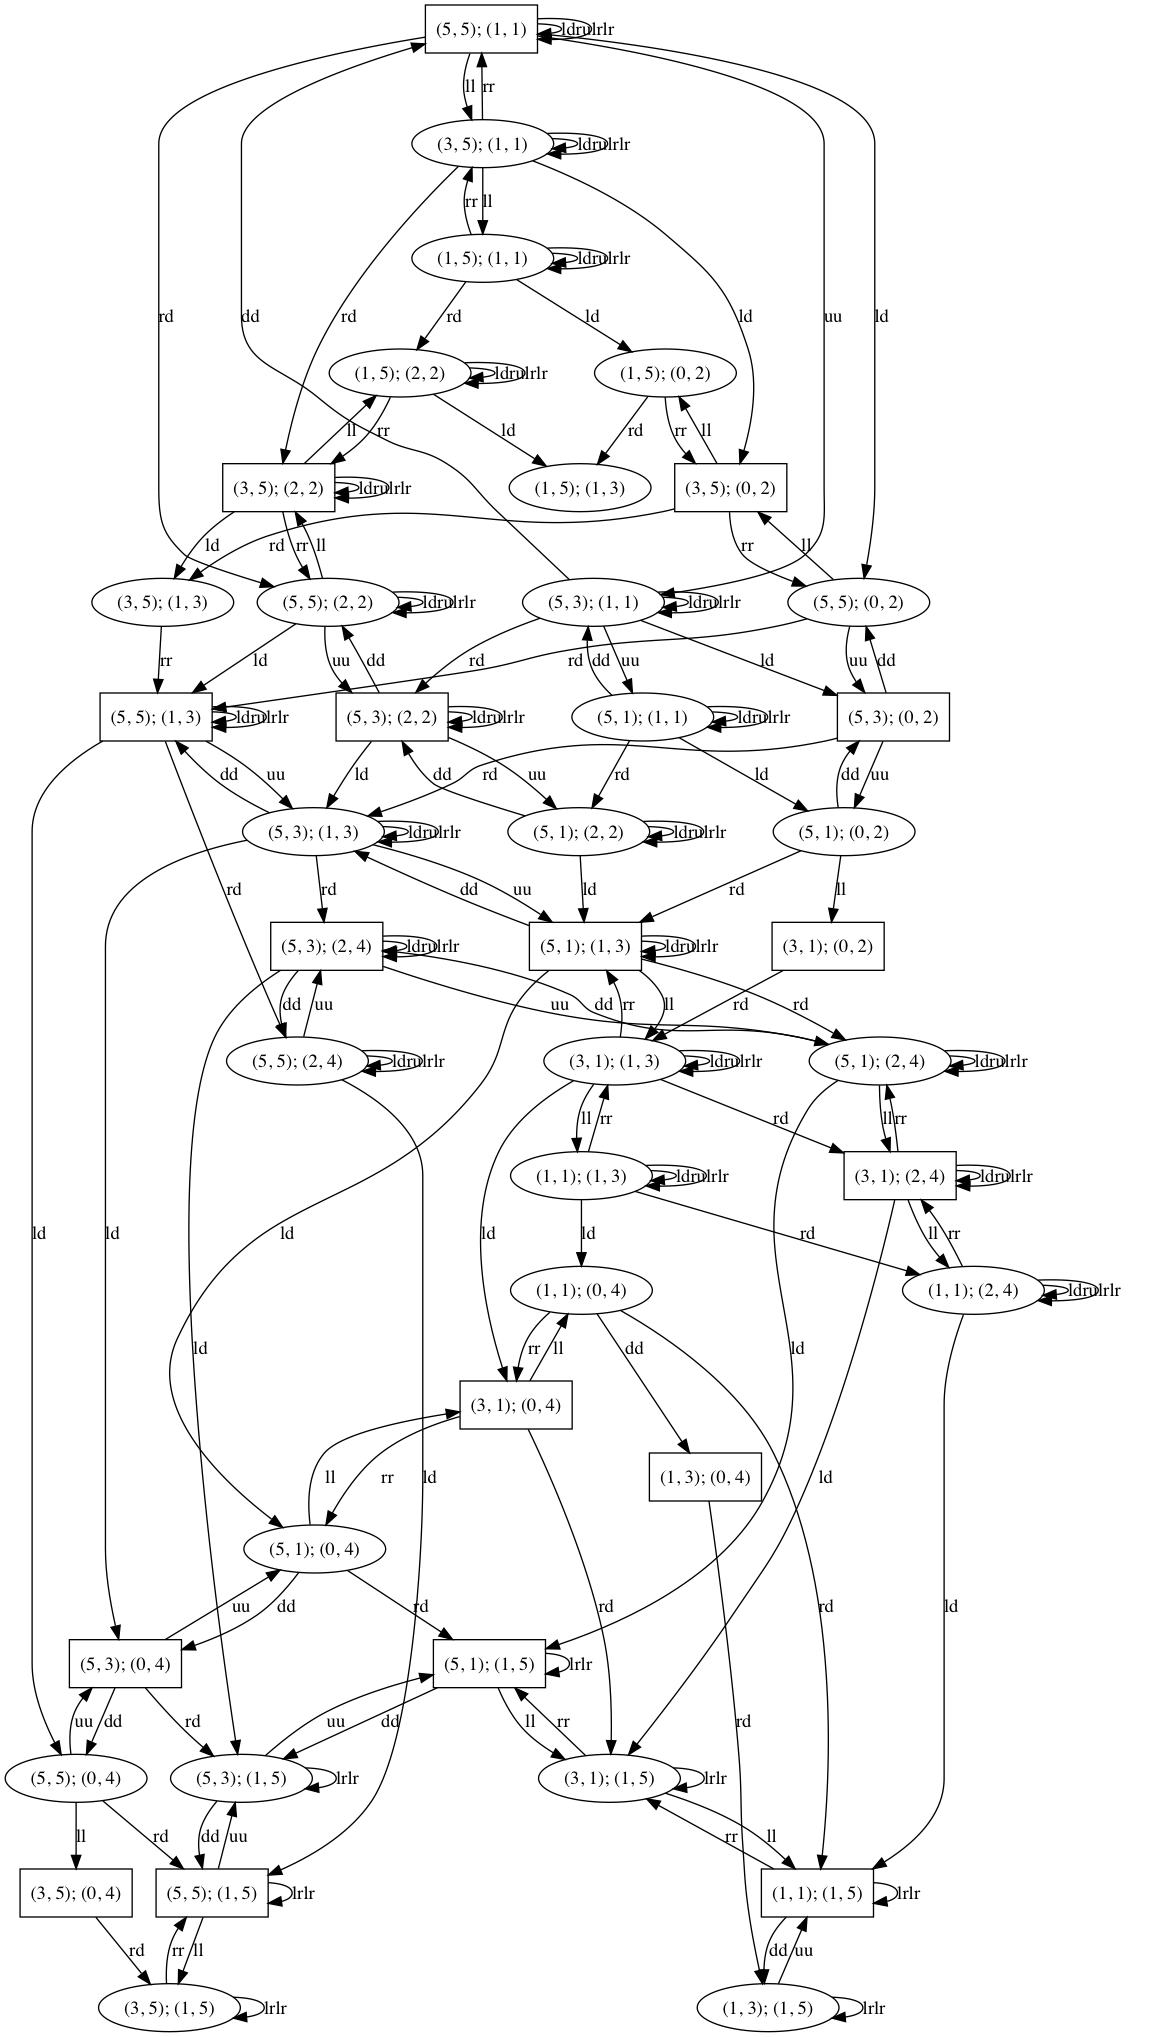 (5, 5); (1, 1) ldrulrlr
ll rr
(3, 5); (1, 1) ldrulrlr
rr ll
(1, 5); (1, 1) ldrulrlr
rd dd rd rd ld ld uu ld
(1, 5); (2, 2) ldrulrlr (1, 5); (0, 2)
ll rr ld rd rr ll
(3, 5); (2, 2) ldrulrlr (1, 5); (1, 3) (3, 5); (0, 2)
ld rd rr ll rr ll
(3, 5); (1, 3) (5, 5); (2, 2) ldrulrlr (5, 3); (1, 1) ldrulrlr (5, 5); (0, 2)
rr ld uu dd rd rd dd uu ld uu dd
(5, 5); (1, 3) ldrulrlr (5, 3); (2, 2) ldrulrlr (5, 1); (1, 1) ldrulrlr (5, 3); (0, 2)
dd uu ld dd rd uu rd ld dd uu
(5, 3); (1, 3) ldrulrlr (5, 1); (2, 2) ldrulrlr (5, 1); (0, 2)
rd rd dd uu ld rd ll
(5, 3); (2, 4) ldrulrlr (5, 1); (1, 3) ldrulrlr (3, 1); (0, 2)
dd uu uu dd rr ll rd rd
(5, 5); (2, 4) ldrulrlr (3, 1); (1, 3) ldrulrlr (5, 1); (2, 4) ldrulrlr
ll rr rd ll rr
(1, 1); (1, 3) ldrulrlr (3, 1); (2, 4) ldrulrlr
ld ld ld ld ld rd ll rr
(1, 1); (0, 4) (1, 1); (2, 4) ldrulrlr
ld rr ll dd ld
(3, 1); (0, 4)
ll rr ld (1, 3); (0, 4) ld
(5, 1); (0, 4)
uu dd rd rd rd ld
(5, 3); (0, 4) (5, 1); (1, 5) lrlr
uu dd rd uu dd ll rr rd
(5, 5); (0, 4) (5, 3); (1, 5) lrlr (3, 1); (1, 5) lrlr
ll rd dd uu rr ll
(3, 5); (0, 4) (5, 5); (1, 5) lrlr (1, 1); (1, 5) lrlr
rd rr ll dd uu
(3, 5); (1, 5) lrlr (1, 3); (1, 5) lrlr